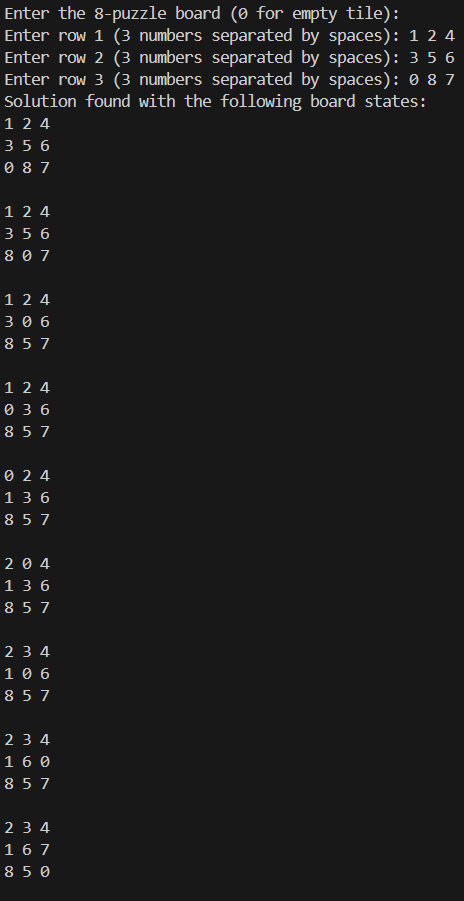 Enter the 8-puzzle board (0 for empty tile):
Enter row 1 (3 numbers separated by spaces): 1 2 4
Enter row 2 (3 numbers separated by spaces): 3 5 6
Enter row 3 (3 numbers separated by spaces): 0 8 7
Solution found with the following board states:
1 2 4
3 5 6
0 8 7

1 2 4
3 5 6
8 0 7

1 2 4
3 0 6
8 5 7

1 2 4
0 3 6
8 5 7

0 2 4
1 3 6
8 5 7

2 0 4
1 3 6
8 5 7

2 3 4
1 0 6
8 5 7

2 3 4
1 6 0
8 5 7

2 3 4
1 6 7
8 5 0